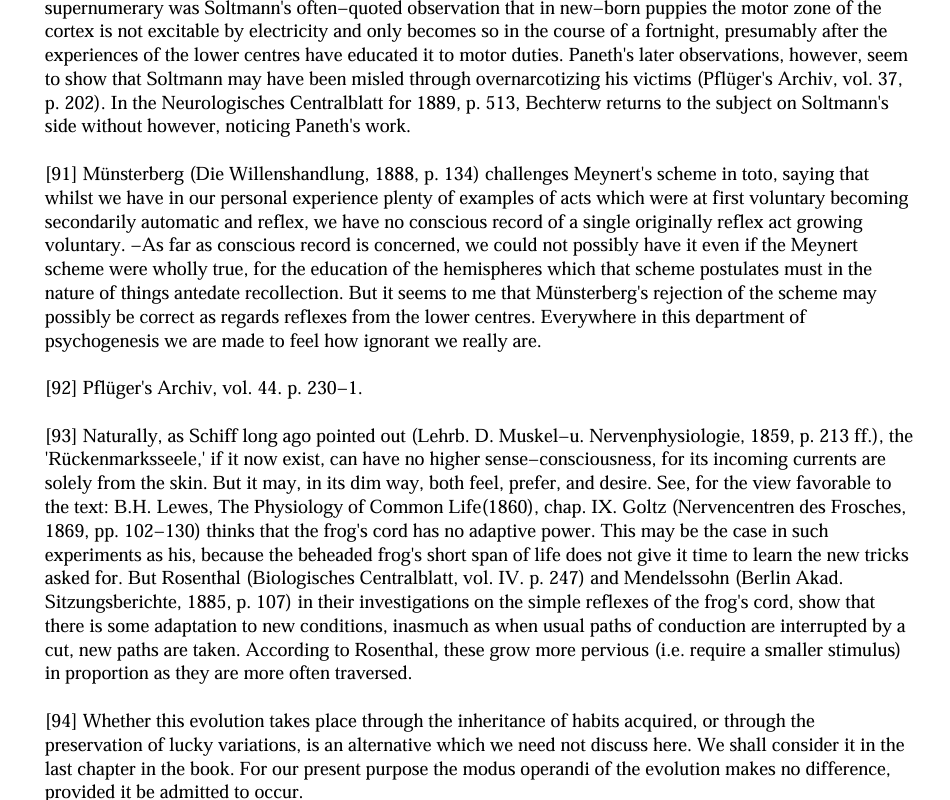 supernumerary was Soltmann's often−quoted observation that in new−born puppies the motor zone of the
cortex is not excitable by electricity and only becomes so in the course of a fortnight, presumably after the
experiences of the lower centres have educated it to motor duties. Paneth's later observations, however, seem
to show that Soltmann may have been misled through overnarcotizing his victims (Pflüger's Archiv, vol. 37,
p. 202). In the Neurologisches Centralblatt for 1889, p. 513, Bechterw returns to the subject on Soltmann's
side without however, noticing Paneth's work.

[91] Münsterberg (Die Willenshandlung, 1888, p. 134) challenges Meynert's scheme in toto, saying that
whilst we have in our personal experience plenty of examples of acts which were at first voluntary becoming
secondarily automatic and reflex, we have no conscious record of a single originally reflex act growing
voluntary. −As far as conscious record is concerned, we could not possibly have it even if the Meynert
scheme were wholly true, for the education of the hemispheres which that scheme postulates must in the
nature of things antedate recollection. But it seems to me that Münsterberg's rejection of the scheme may
possibly be correct as regards reflexes from the lower centres. Everywhere in this department of
psychogenesis we are made to feel how ignorant we really are.

[92] Pflüger's Archiv, vol. 44. p. 230−1.

[93] Naturally, as Schiff long ago pointed out (Lehrb. D. Muskel−u. Nervenphysiologie, 1859, p. 213 ff.), the
'Rückenmarksseele,' if it now exist, can have no higher sense−consciousness, for its incoming currents are
solely from the skin. But it may, in its dim way, both feel, prefer, and desire. See, for the view favorable to
the text: B.H. Lewes, The Physiology of Common Life(1860), chap. IX. Goltz (Nervencentren des Frosches,
1869, pp. 102−130) thinks that the frog's cord has no adaptive power. This may be the case in such
experiments as his, because the beheaded frog's short span of life does not give it time to learn the new tricks
asked for. But Rosenthal (Biologisches Centralblatt, vol. IV. p. 247) and Mendelssohn (Berlin Akad.
Sitzungsberichte, 1885, p. 107) in their investigations on the simple reflexes of the frog's cord, show that
there is some adaptation to new conditions, inasmuch as when usual paths of conduction are interrupted by a
cut, new paths are taken. According to Rosenthal, these grow more pervious (i.e. require a smaller stimulus)
in proportion as they are more often traversed.

[94] Whether this evolution takes place through the inheritance of habits acquired, or through the
preservation of lucky variations, is an alternative which we need not discuss here. We shall consider it in the
last chapter in the book. For our present purpose the modus operandi of the evolution makes no difference,
provided it be admitted to occur.